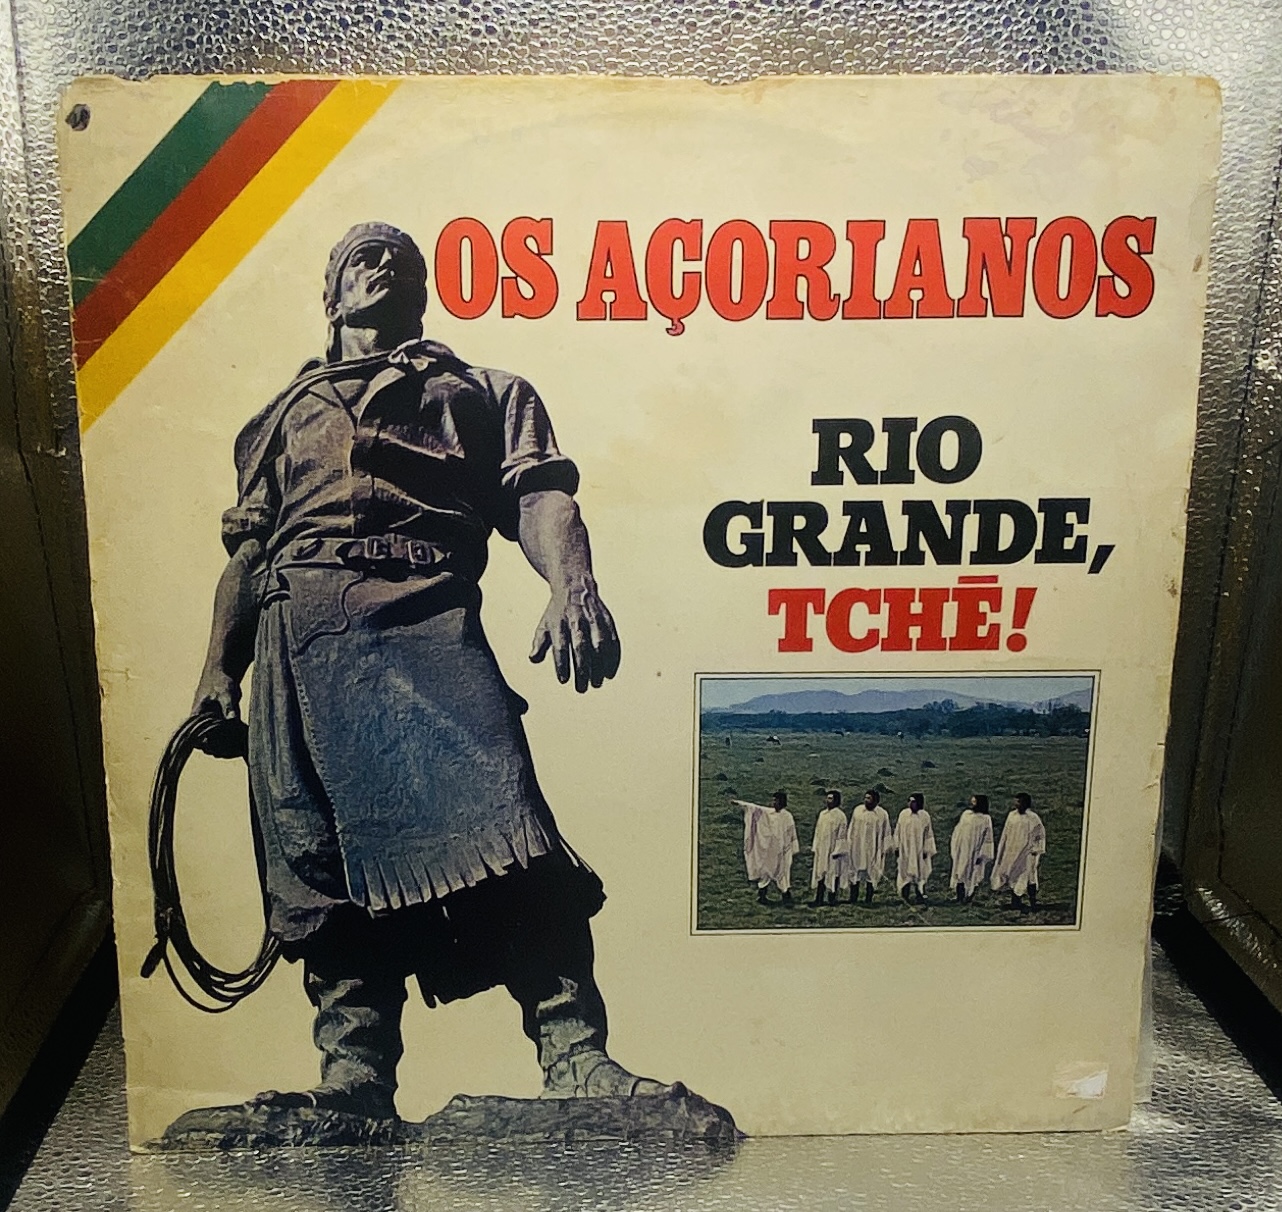 OS AÇORIANOS
RIO
GRANDE,
TCHÊ!